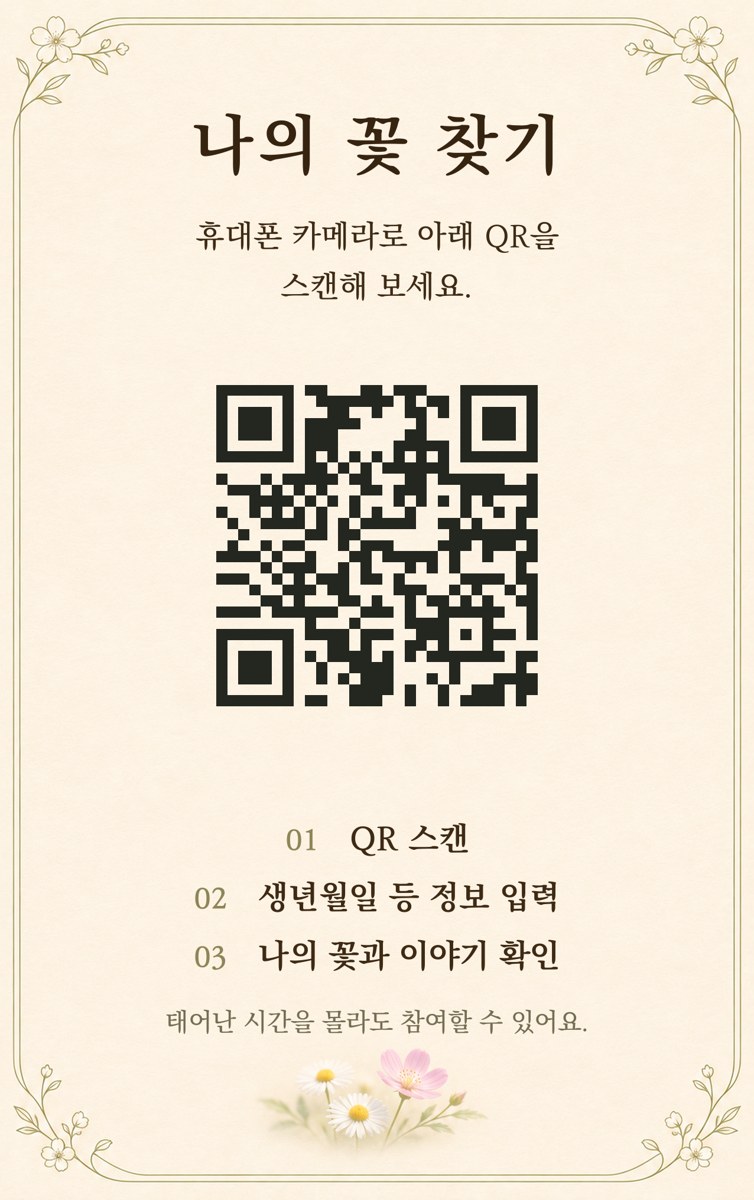 나의 꽃 찾기
휴대폰 카메라로 아래 QR을
스캔해 보세요.
01 QR 스캔
02 생년월일 등 정보 입력
03 나의 꽃과 이야기 확인
태어난 시간을 몰라도 참여할 수 있어요.